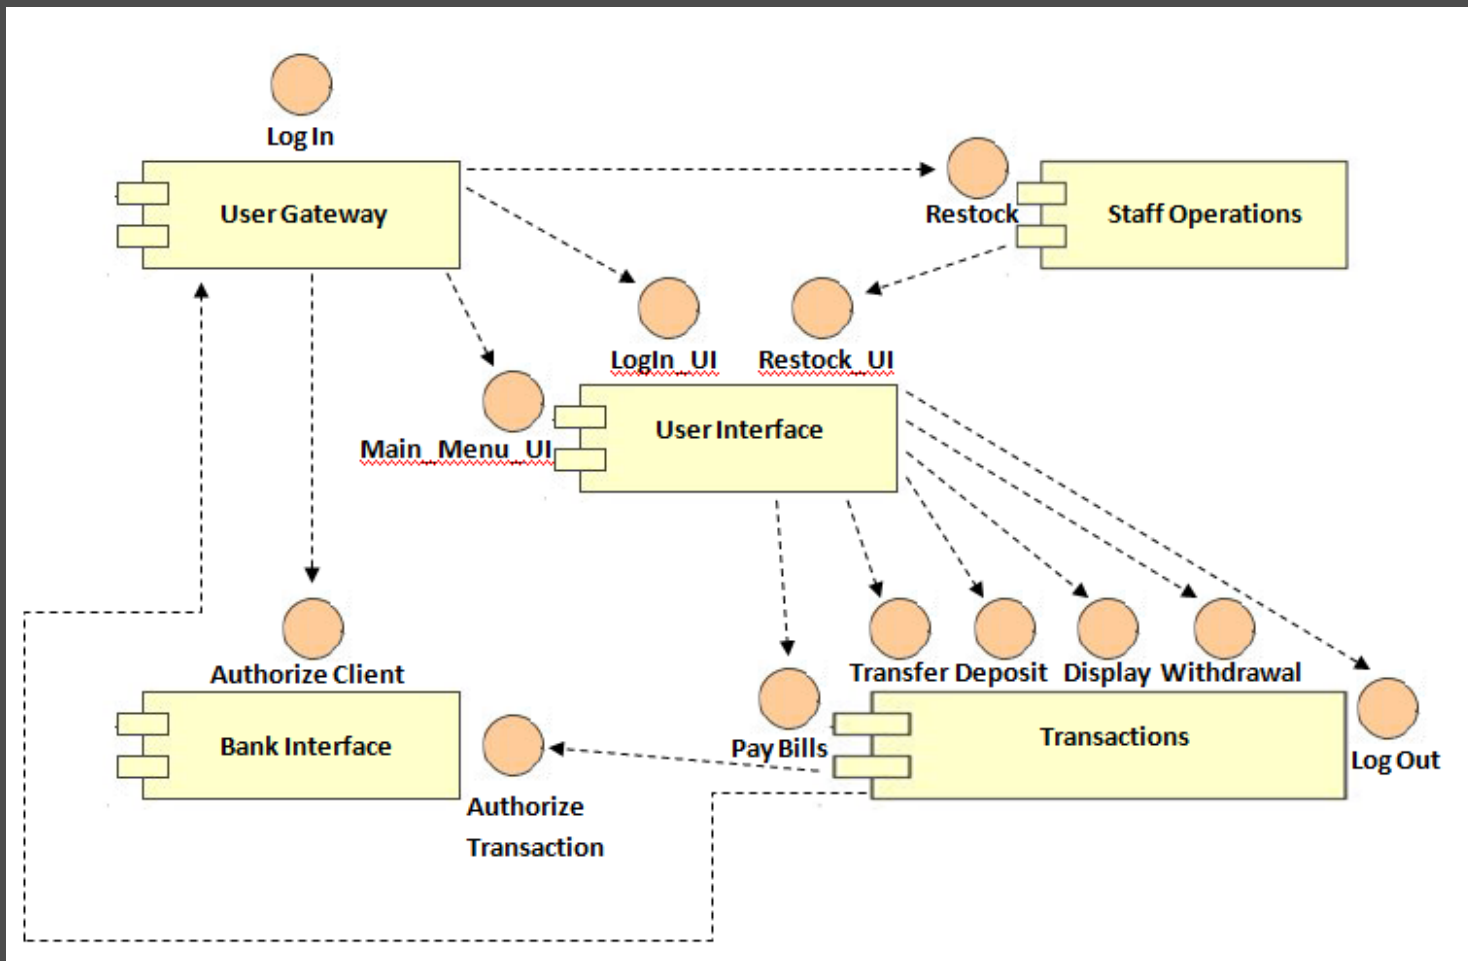 Log In
User Gateway
Restock
Staff Operations
LogIn_UI
Restock_UI
Main_Menu_UI
User Interface
Authorize Client
Transfer Deposit Display Withdrawal
Bank Interface
Pay Bills
Transactions
Log Out
Authorize
Transaction